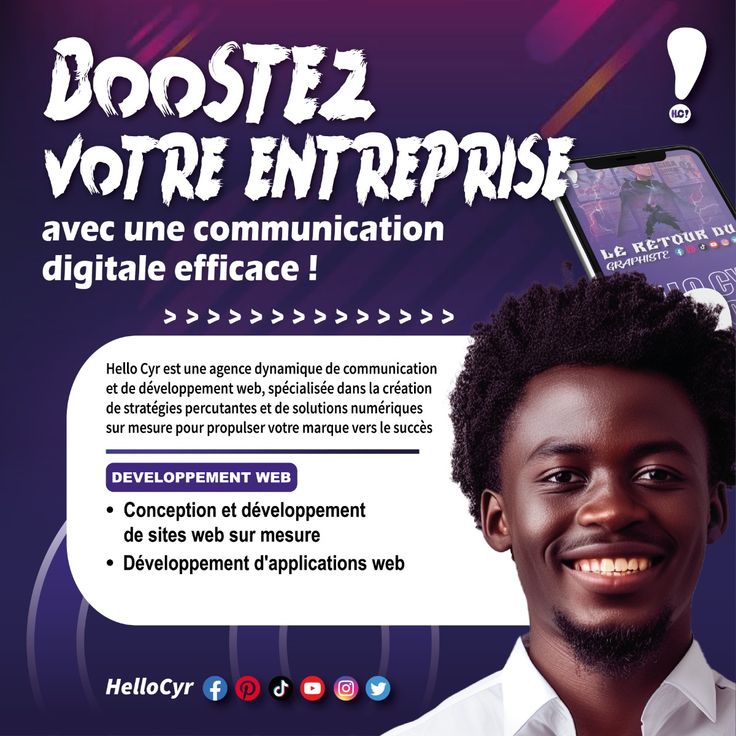 BOOSTEZ
VOTRE ENTREPRISE
avec une communication
digitale efficace !
> > > > > > > > > > > > > >
Hello Cyr est une agence dynamique de communication
et de développement web, spécialisée dans la création
de stratégies percutantes et de solutions numériques
sur mesure pour propulser votre marque vers le succès
DEVELOPPEMENT WEB
• Conception et développement
de sites web sur mesure
• Développement d'applications web
HelloCyr
LE RETOUR DU
GRAPHISTE